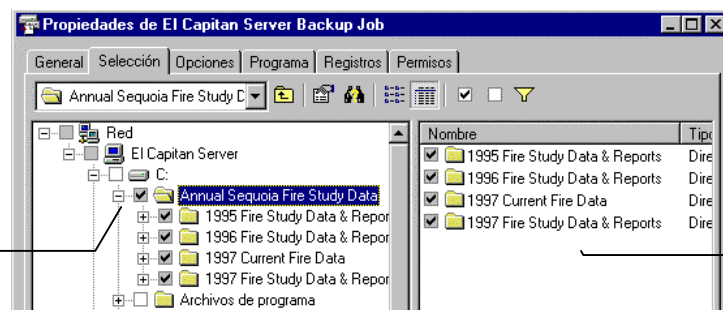 Propiedades de El Capitan Server Backup Job
General Selección Opciones Programa Registros Permisos
Annual Sequoia Fire Study D
Red
El Capitan Server
C:
Annual Sequoia Fire Study Data
1995 Fire Study Data & Repor
1996 Fire Study Data & Repor
1997 Current Fire Data
1997 Fire Study Data & Repor
Archivos de programa
Nombre Tipo
1995 Fire Study Data & Reports Dire
1996 Fire Study Data & Reports Dire
1997 Current Fire Data Dire
1997 Fire Study Data & Reports Dire